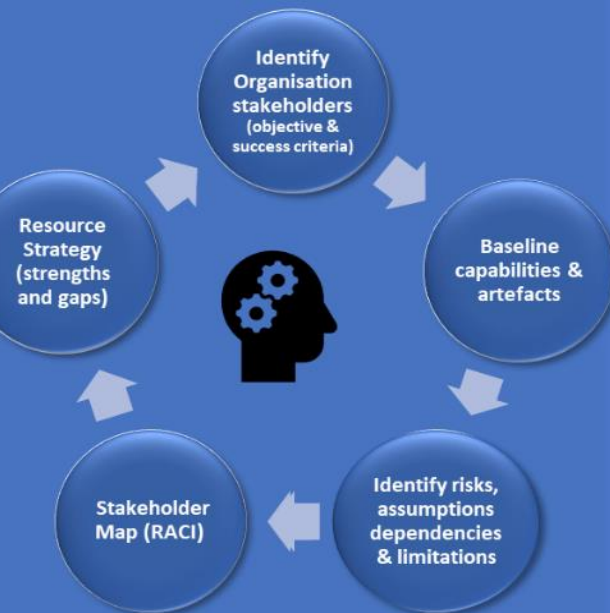 Identify
Organisation
stakeholders
(objective &
success criteria)
Baseline
capabilities &
artefacts
Identify risks,
assumptions
dependencies
& limitations
Stakeholder
Map (RACI)
Resource
Strategy
(strengths
and gaps)